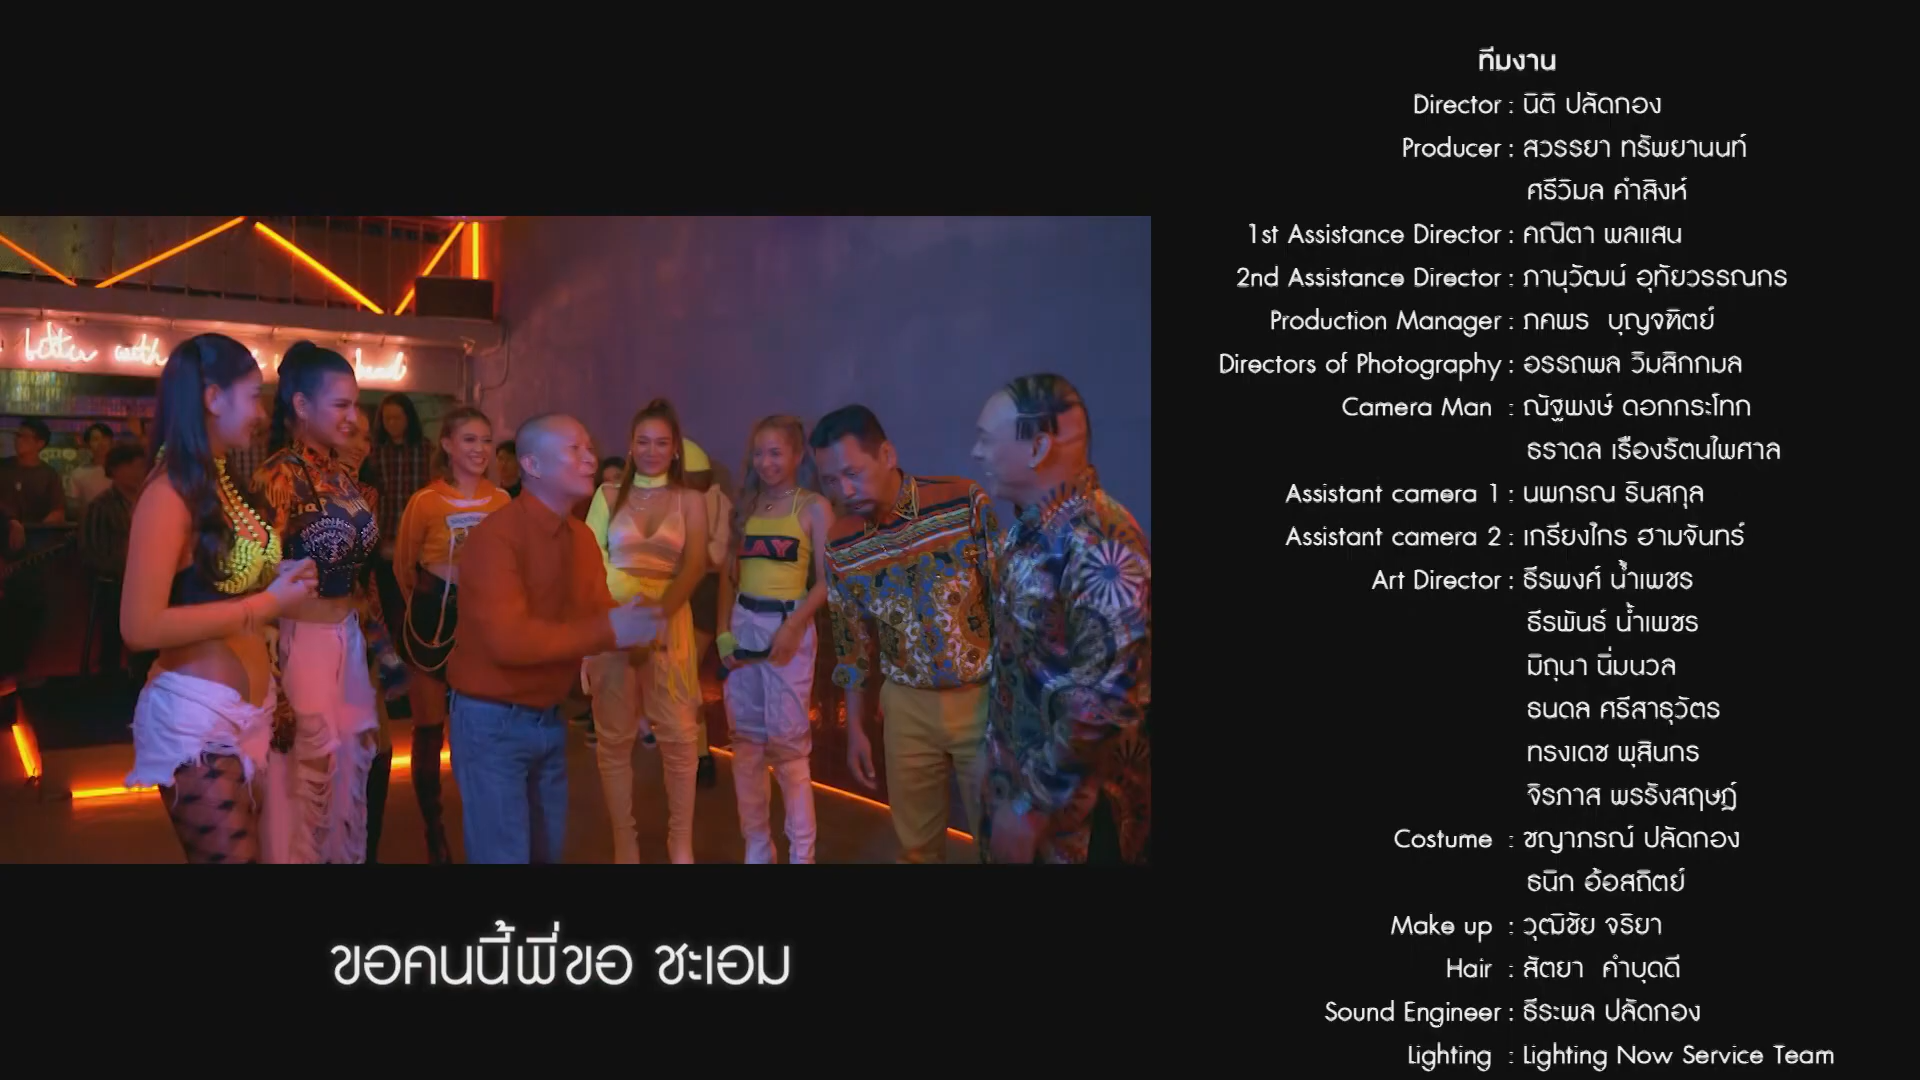 ทีมงาน
Director : นิติ ปลัดกอง
Producer : สวรรยา ทรัพยานนท์
ศรีวิมล คำสิงห์
1st Assistance Director : คณิตา พลแสน
2nd Assistance Director : ภานุวัฒน์ อุทัยวรรณกร
Production Manager : ภคพร บุญจฑิตย์
Directors of Photography : อรรถพล วิมสิกกมล
Camera Man : ณัฐพงษ์ ดอกกระโทก
ธราดล เรืองรัตนไพศาล
Assistant camera 1 : นพกรณ รินสกุล
Assistant camera 2 : เกรียงไกร ฮามจันทร์
Art Director : ธีรพงศ์ น้ำเพชร
ธีรพันธ์ น้ำเพชร
มิถุนา นิ่มนวล
ธนดล ศรีสาธุวัตร
ทรงเดช พุสินกร
จิรภาส พรรังสฤษฎ์
Costume : ชญาภรณ์ ปลัดกอง
ธนิก อ้อสถิตย์
Make up : วุฒิชัย จริยา
Hair : สัตยา คำบุดดี
Sound Engineer : ธีระพล ปลัดกอง
Lighting : Lighting Now Service Team
better with
PLAY
ขอคนนี้พี่ขอ ชะเอม